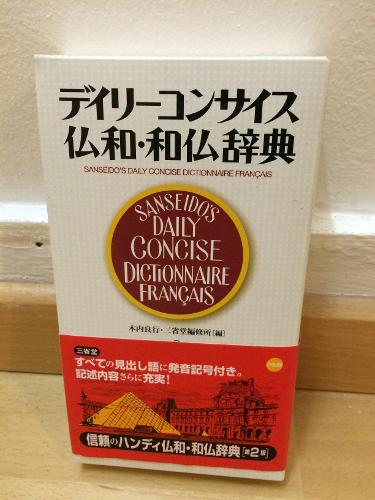 デイリーコンサイス
仏和・和仏辞典
SANSEIDO'S DAILY CONCISE DICTIONNAIRE FRANÇAIS
SANSEIDO'S
DAILY
CONCISE
DICTIONNAIRE
FRANÇAIS
木内良行・三省堂編修所[編]
三省堂
すべての見出し語に発音記号付き。
記述内容さらに充実!
信頼のハンディ仏和・和仏辞典[第2版]